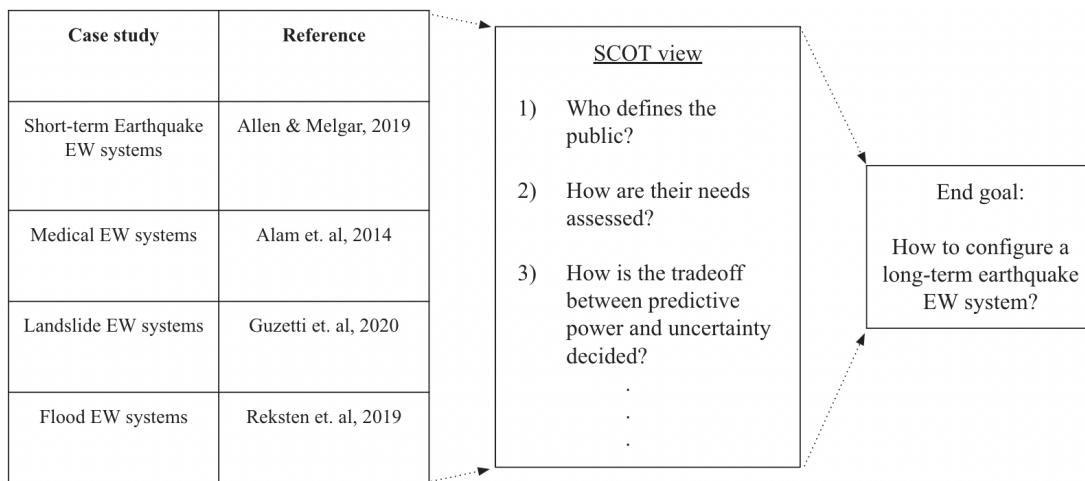 Case study
Reference
Short-term Earthquake
EW systems
Allen & Melgar, 2019
Medical EW systems
Alam et. al, 2014
Landslide EW systems
Guzetti et. al, 2020
Flood EW systems
Reksten et. al, 2019
SCOT view
1) Who defines the
public?
2) How are their needs
assessed?
3) How is the tradeoff
between predictive
power and uncertainty
decided?
.
.
.
End goal:
How to configure a
long-term earthquake
EW system?